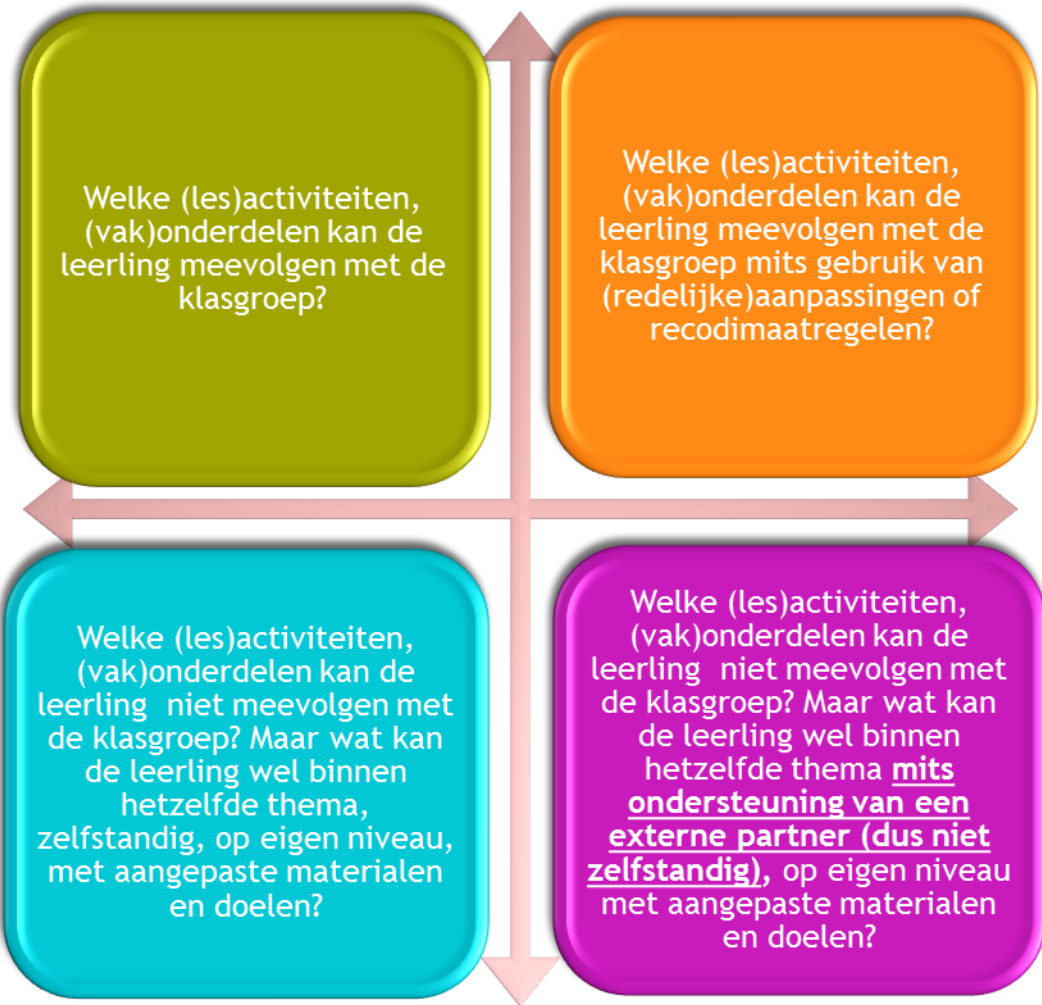 Welke (les)activiteiten,
(vak)onderdelen kan de
leerling meevolgen met de
klasgroep?
Welke (les)activiteiten,
(vak)onderdelen kan de
leerling meevolgen met de
klasgroep mits gebruik van
(redelijke)aanpassingen of
recodimaatregelen?
Welke (les)activiteiten,
(vak)onderdelen kan de
leerling niet meevolgen met
de klasgroep? Maar wat kan
de leerling wel binnen
hetzelfde thema,
zelfstandig, op eigen niveau,
met aangepaste materialen
en doelen?
Welke (les)activiteiten,
(vak)onderdelen kan de
leerling niet meevolgen met
de klasgroep? Maar wat kan
de leerling wel binnen
hetzelfde thema mits
ondersteuning van een
externe partner (dus niet
zelfstandig), op eigen niveau
met aangepaste materialen
en doelen?